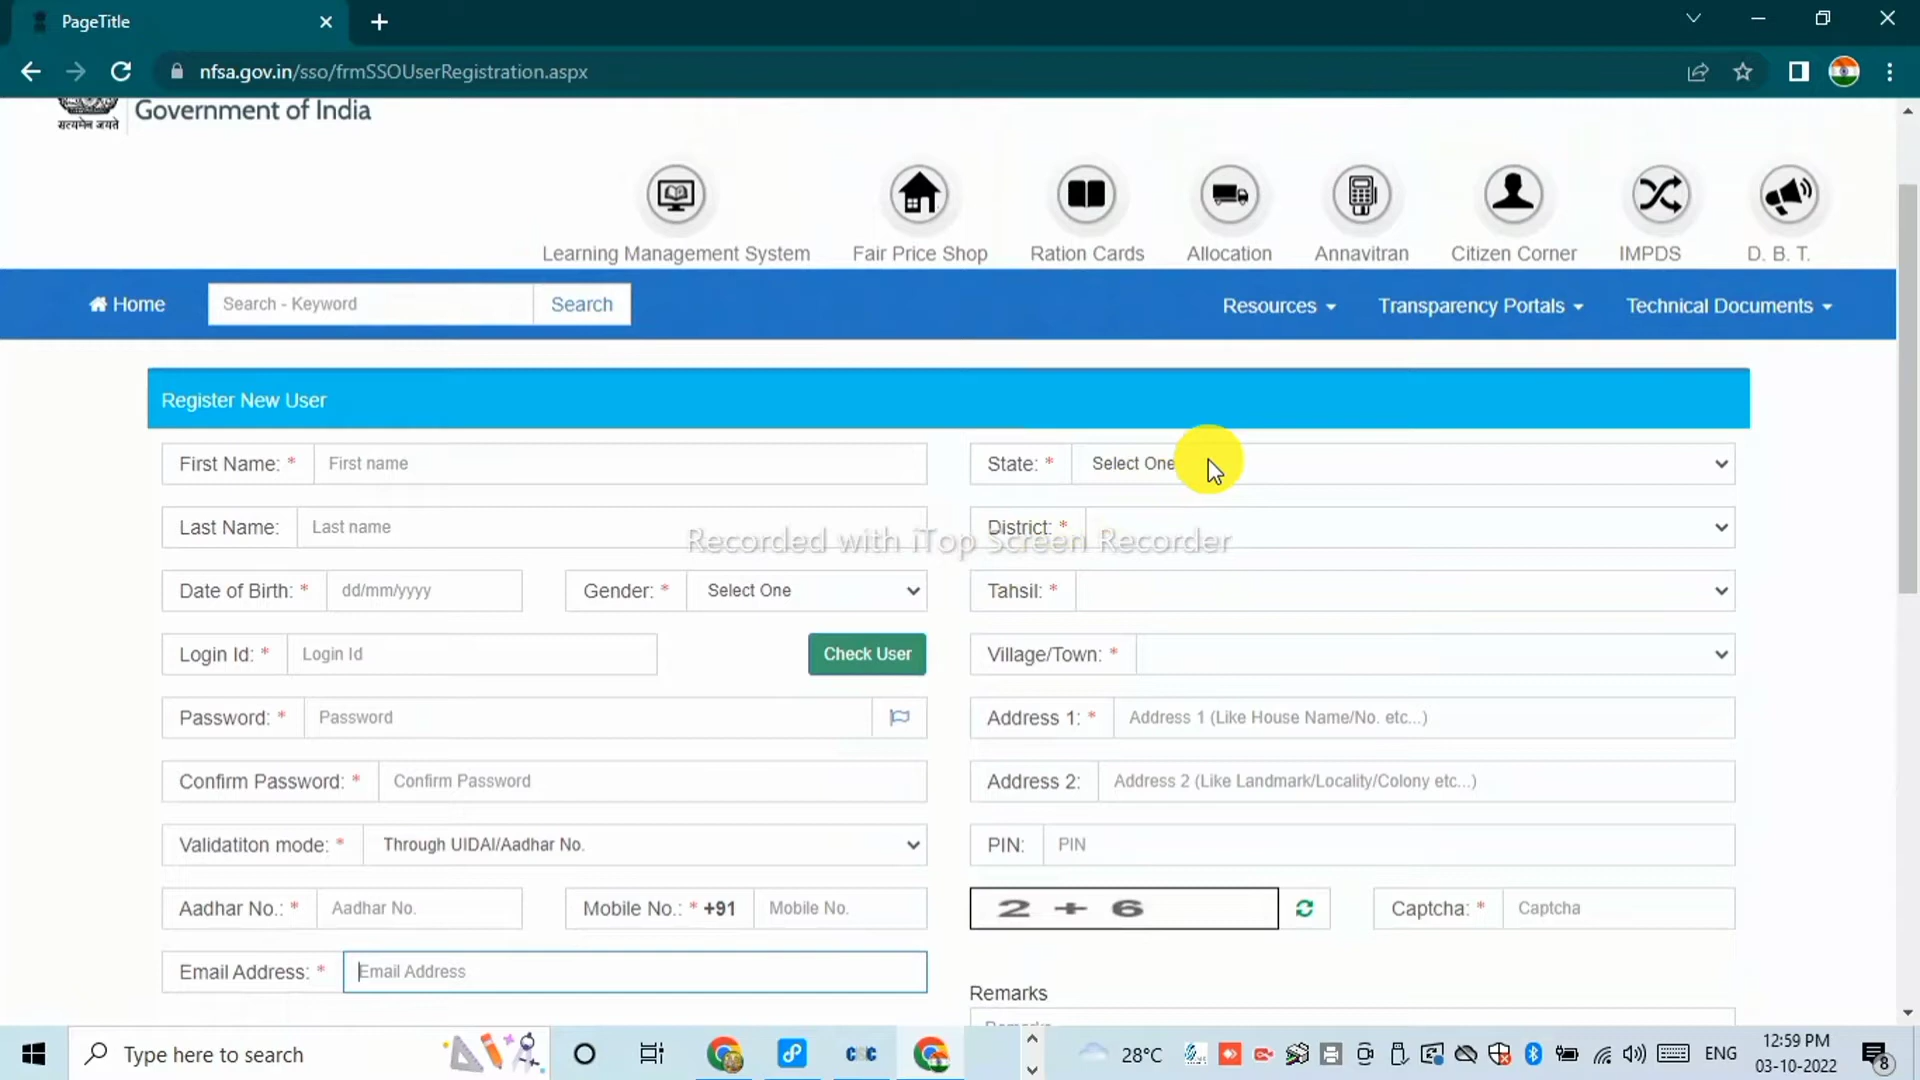 PageTitle
nfsa.gov.in/sso/frmSSOUserRegistration.aspx
सत्यमेव जयते
Government of India
Learning Management System Fair Price Shop Ration Cards Allocation Annavitran Citizen Corner IMPDS D. B. T.
Home Search - Keyword Search Resources Transparency Portals Technical Documents
Register New User
First Name: * First name
Last Name: Last name
Date of Birth: * dd/mm/yyyy Gender: * Select One
Login Id: * Login Id Check User
Password: * Password
Confirm Password: * Confirm Password
Validatiton mode: * Through UIDAI/Aadhar No.
Aadhar No.: * Aadhar No. Mobile No.: * +91 Mobile No.
Email Address: * Email Address
State: * Select One
District: *
Tahsil: *
Village/Town: *
Address 1: * Address 1 (Like House Name/No. etc...)
Address 2: Address 2 (Like Landmark/Locality/Colony etc...)
PIN: PIN
2 + 6 Captcha: * Captcha
Remarks
Remarks
Recorded with iTop Screen Recorder
Type here to search
CSC
28°C
ENG
12:59 PM
03-10-2022
8